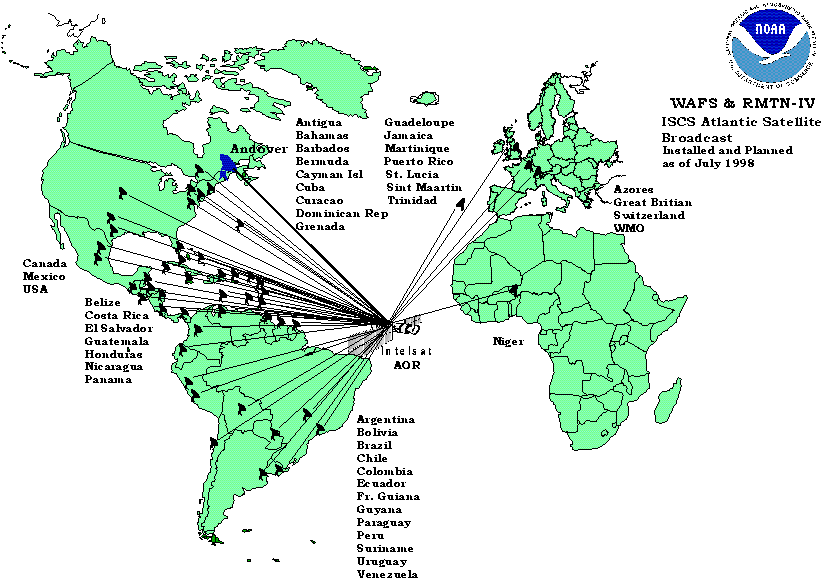 NOAA
WAFS & RMTN-IV
ISCS Atlantic Satellite
Broadcast
Installed and Planned
as of July 1998
Andover
Antigua
Bahamas
Barbados
Bermuda
Cayman Isl
Cuba
Curacao
Dominican Rep
Grenada
Guadeloupe
Jamaica
Martinique
Puerto Rico
St. Lucia
Sint Maartin
Trinidad
Azores
Great Britian
Switzerland
WMO
Canada
Mexico
USA
Belize
Costa Rica
El Salvador
Guatemala
Honduras
Nicaragua
Panama
Niger
Intelsat
AOR
Argentina
Bolivia
Brazil
Chile
Colombia
Ecuador
Fr. Guiana
Guyana
Paraguay
Peru
Suriname
Uruguay
Venezuela